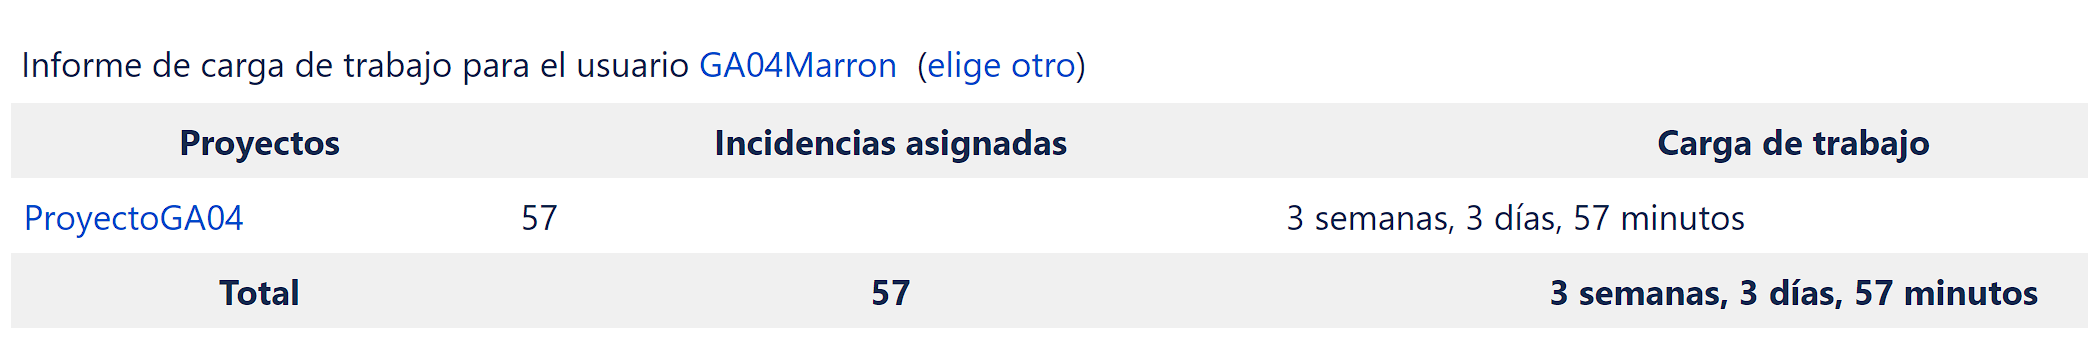 Informe de carga de trabajo para el usuario GA04Marron (elige otro)
Proyectos Incidencias asignadas Carga de trabajo
ProyectoGA04 57 3 semanas, 3 días, 57 minutos
Total 57 3 semanas, 3 días, 57 minutos